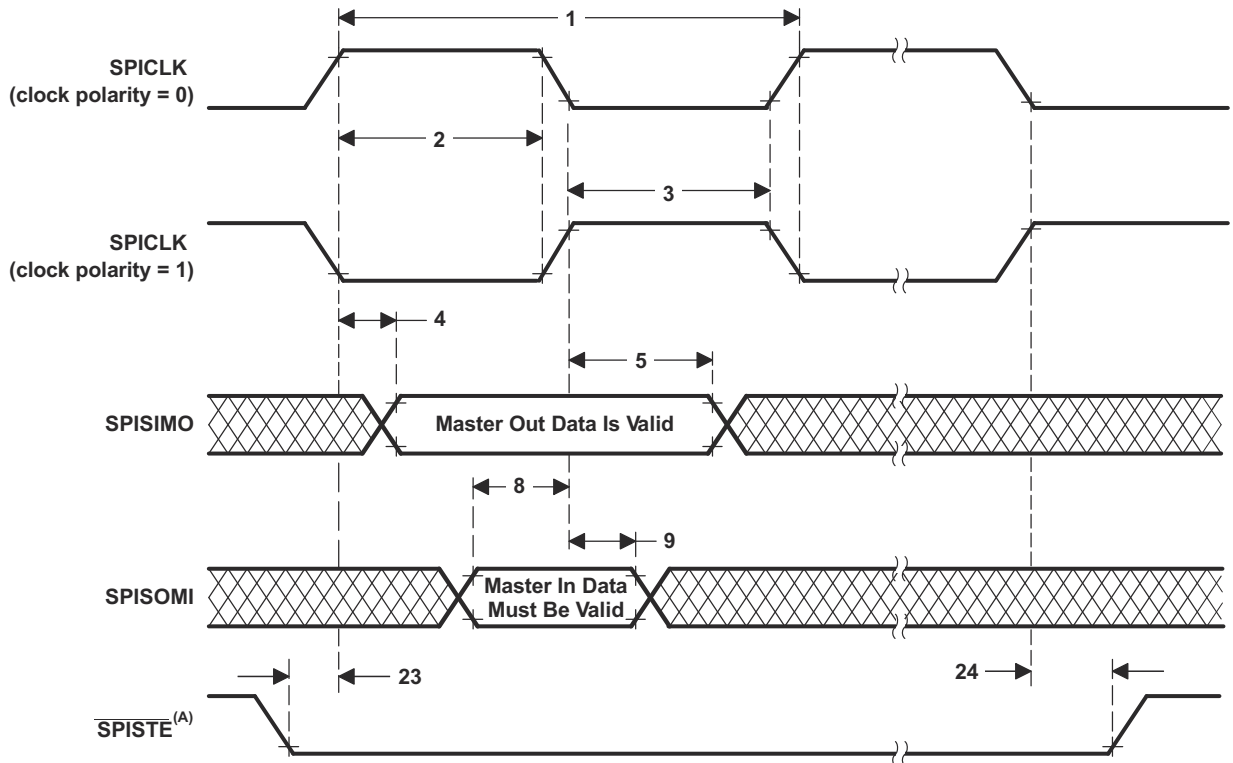 1
SPICLK
(clock polarity = 0)
2
3
SPICLK
(clock polarity = 1)
4
5
SPISIMO
Master Out Data Is Valid
8
9
SPISOMI
Master In Data
Must Be Valid
23
24
SPISTE(A)